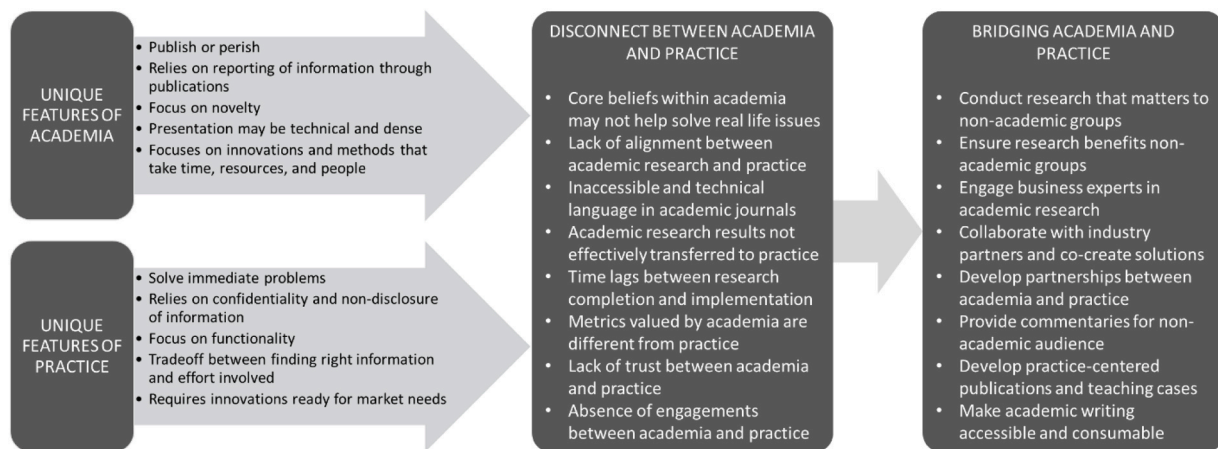 UNIQUE
FEATURES OF
ACADEMIA
• Publish or perish
• Relies on reporting of information through
publications
• Focus on novelty
• Presentation may be technical and dense
• Focuses on innovations and methods that
take time, resources, and people
UNIQUE
FEATURES OF
PRACTICE
• Solve immediate problems
• Relies on confidentiality and non-disclosure
of information
• Focus on functionality
• Tradeoff between finding right information
and effort involved
• Requires innovations ready for market needs
DISCONNECT BETWEEN ACADEMIA
AND PRACTICE
• Core beliefs within academia
may not help solve real life issues
• Lack of alignment between
academic research and practice
• Inaccessible and technical
language in academic journals
• Academic research results not
effectively transferred to practice
• Time lags between research
completion and implementation
• Metrics valued by academia are
different from practice
• Lack of trust between academia
and practice
• Absence of engagements
between academia and practice
BRIDGING ACADEMIA AND
PRACTICE
• Conduct research that matters to
non-academic groups
• Ensure research benefits non-
academic groups
• Engage business experts in
academic research
• Collaborate with industry
partners and co-create solutions
• Develop partnerships between
academia and practice
• Provide commentaries for non-
academic audience
• Develop practice-centered
publications and teaching cases
• Make academic writing
accessible and consumable